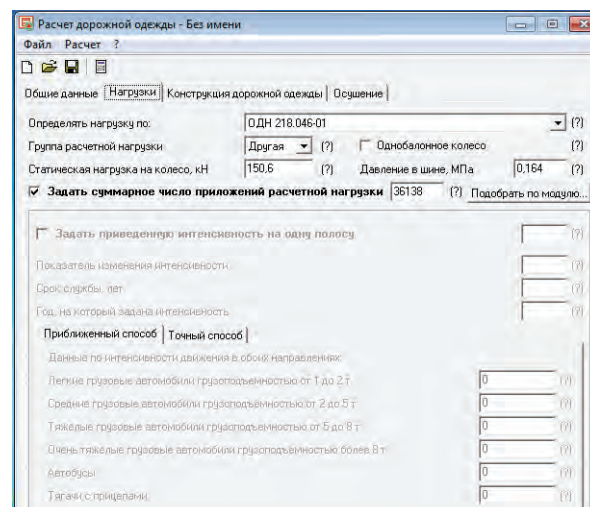 Расчет дорожной одежды - Без имени
Файл Расчет ?
Общие данные Нагрузки Конструкция дорожной одежды Осушение
Определять нагрузку по: ОДН 218.046-01 (?)
Группа расчетной нагрузки Другая (?) Однобалонное колесо (?)
Статическая нагрузка на колесо, кН 150,6 (?) Давление в шине, МПа 0,164 (?)
Задать суммарное число приложений расчетной нагрузки 36138 (?) Подобрать по модулю...
Задать приведенную интенсивность на одну полосу (?)
Показатель изменения интенсивности (?)
Срок службы, лет (?)
Год, на который задана интенсивность (?)
Приближенный способ Точный способ
Данные по интенсивности движения в обоих направлениях:
Легкие грузовые автомобили грузоподъемностью от 1 до 2 т 0 (?)
Средние грузовые автомобили грузоподъемностью от 2 до 5 т 0 (?)
Тяжелые грузовые автомобили грузоподъемностью от 5 до 8 т 0 (?)
Очень тяжелые грузовые автомобили грузоподъемностью более 8 т 0 (?)
Автобусы 0 (?)
Тягачи с прицепами 0 (?)